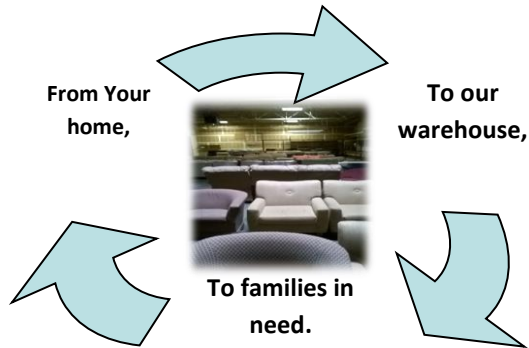 From Your
home,
To our
warehouse,
To families in
need.